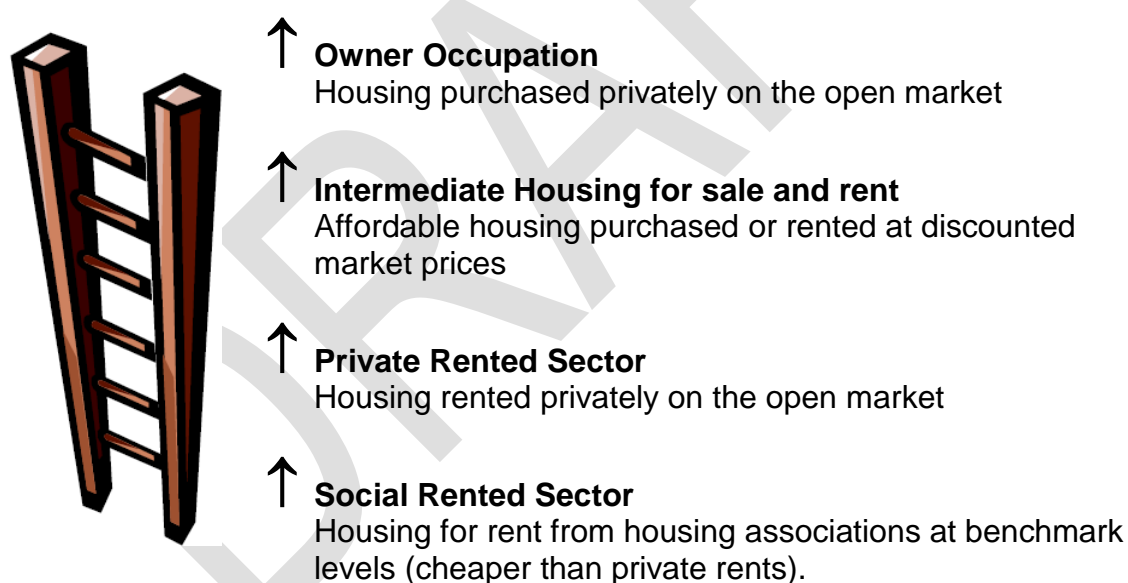 ↑ Owner Occupation
Housing purchased privately on the open market
↑ Intermediate Housing for sale and rent
Affordable housing purchased or rented at discounted
market prices
↑ Private Rented Sector
Housing rented privately on the open market
↑ Social Rented Sector
Housing for rent from housing associations at benchmark
levels (cheaper than private rents).